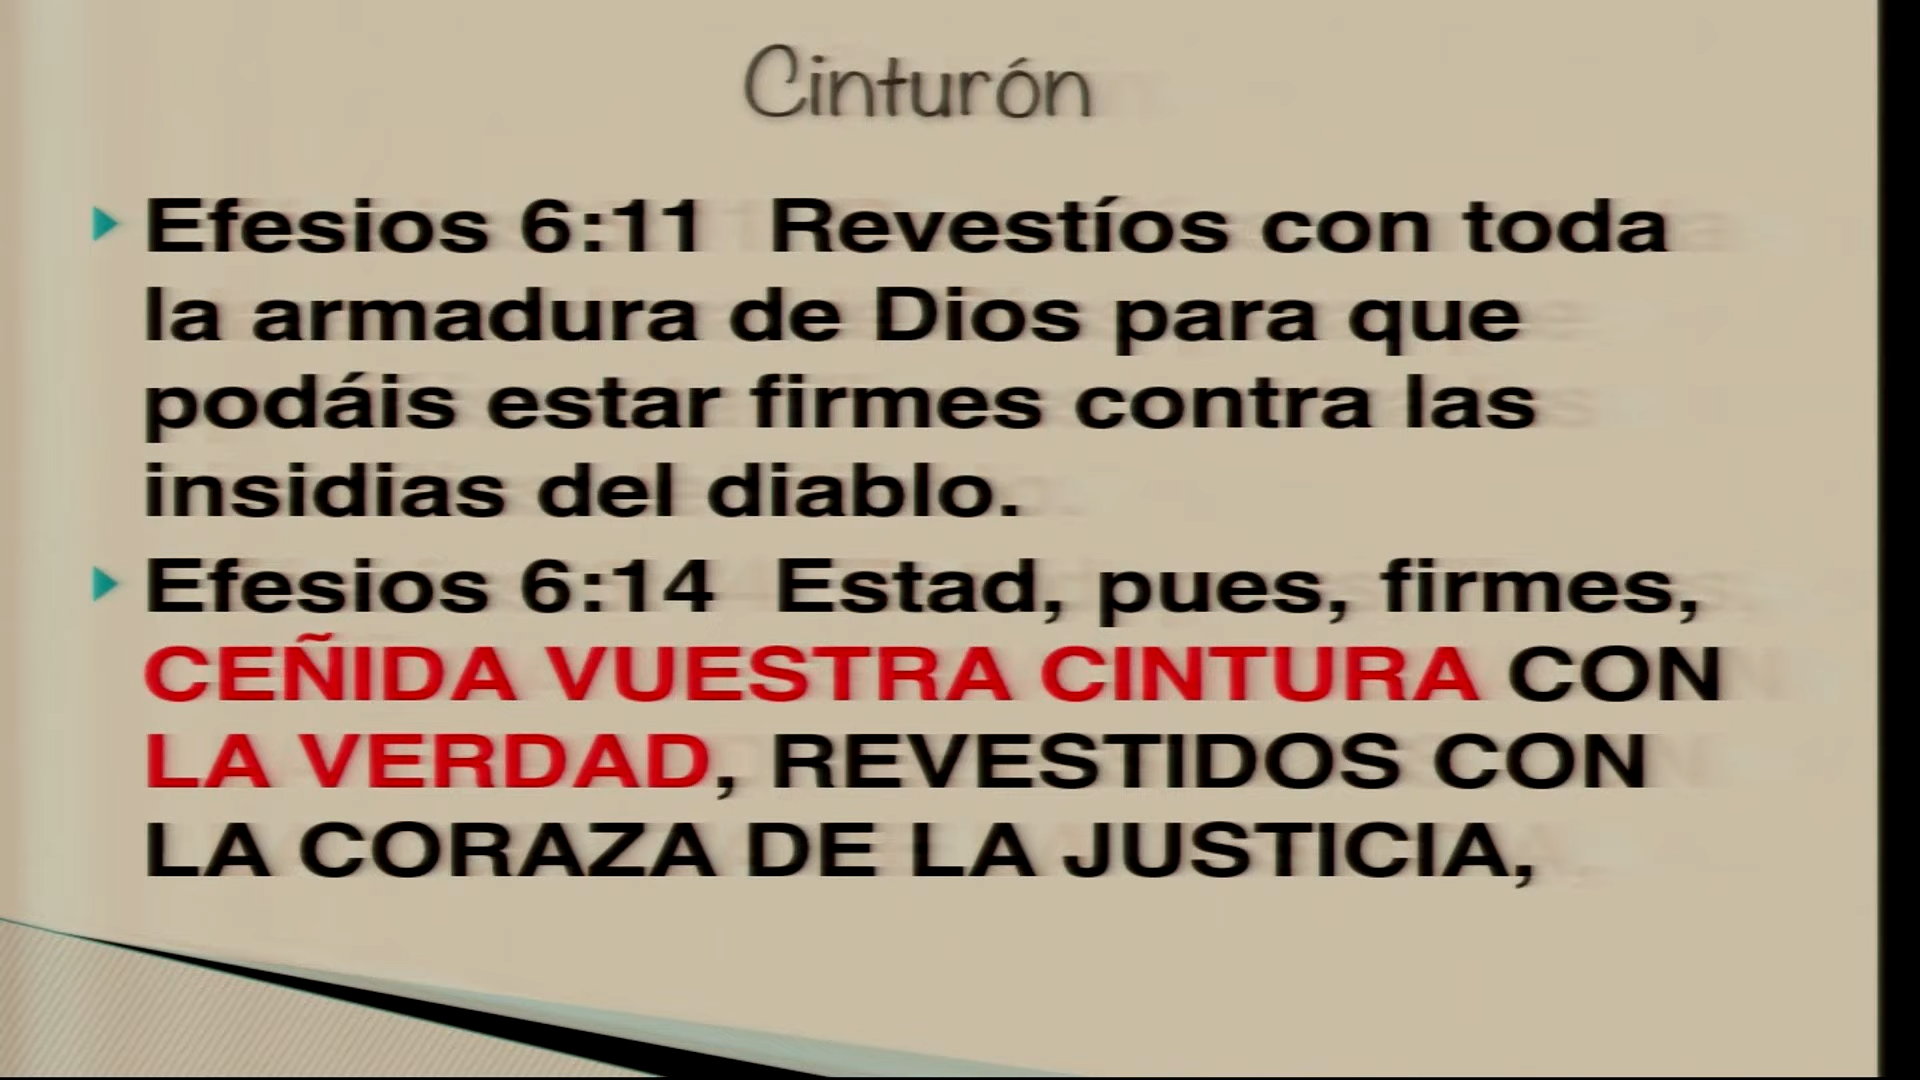 Cinturón
Efesios 6:11  Revestíos con toda
la armadura de Dios para que
podáis estar firmes contra las
insidias del diablo.
Efesios 6:14  Estad, pues, firmes,
CEÑIDA VUESTRA CINTURA CON
LA VERDAD, REVESTIDOS CON
LA CORAZA DE LA JUSTICIA,